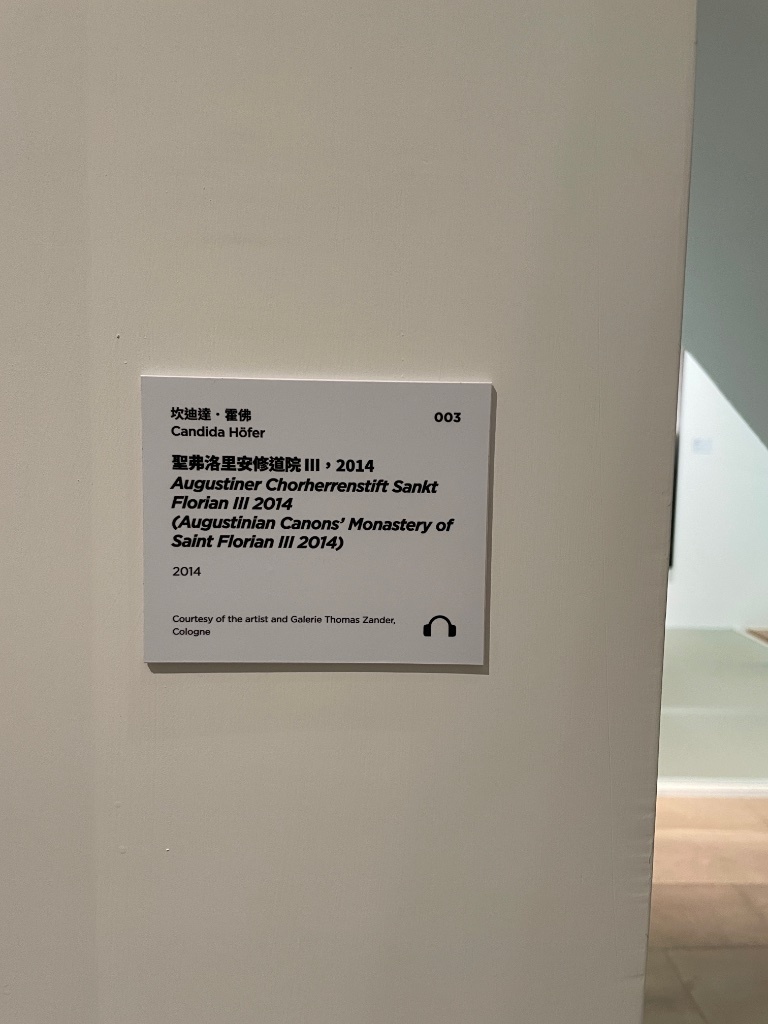 坎迪達・霍佛
003
Candida Höfer
聖弗洛里安修道院 III，2014
Augustiner Chorherrenstift Sankt
Florian III 2014
(Augustinian Canons’ Monastery of
Saint Florian III 2014)
2014
Courtesy of the artist and Galerie Thomas Zander,
Cologne